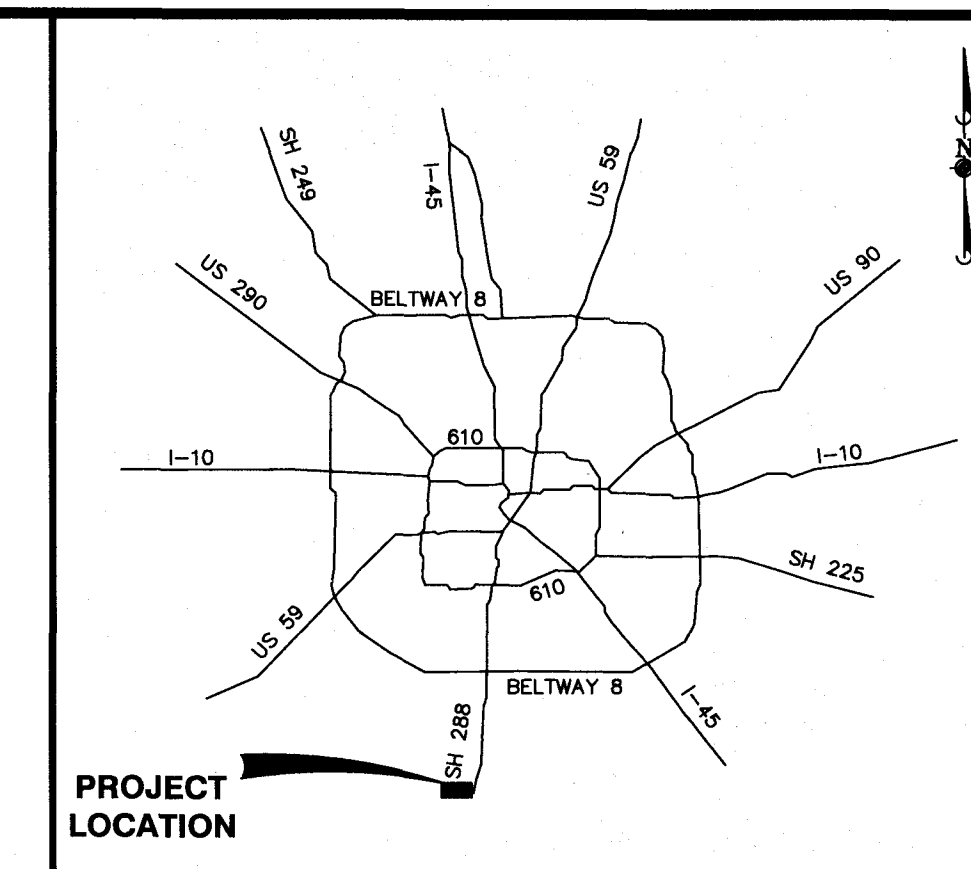 SH 249
I-45
US 59
N
US 290
BELTWAY 8
US 90
610
I-10
I-10
SH 225
610
US 59
BELTWAY 8
I-45
SH 288
PROJECT
LOCATION